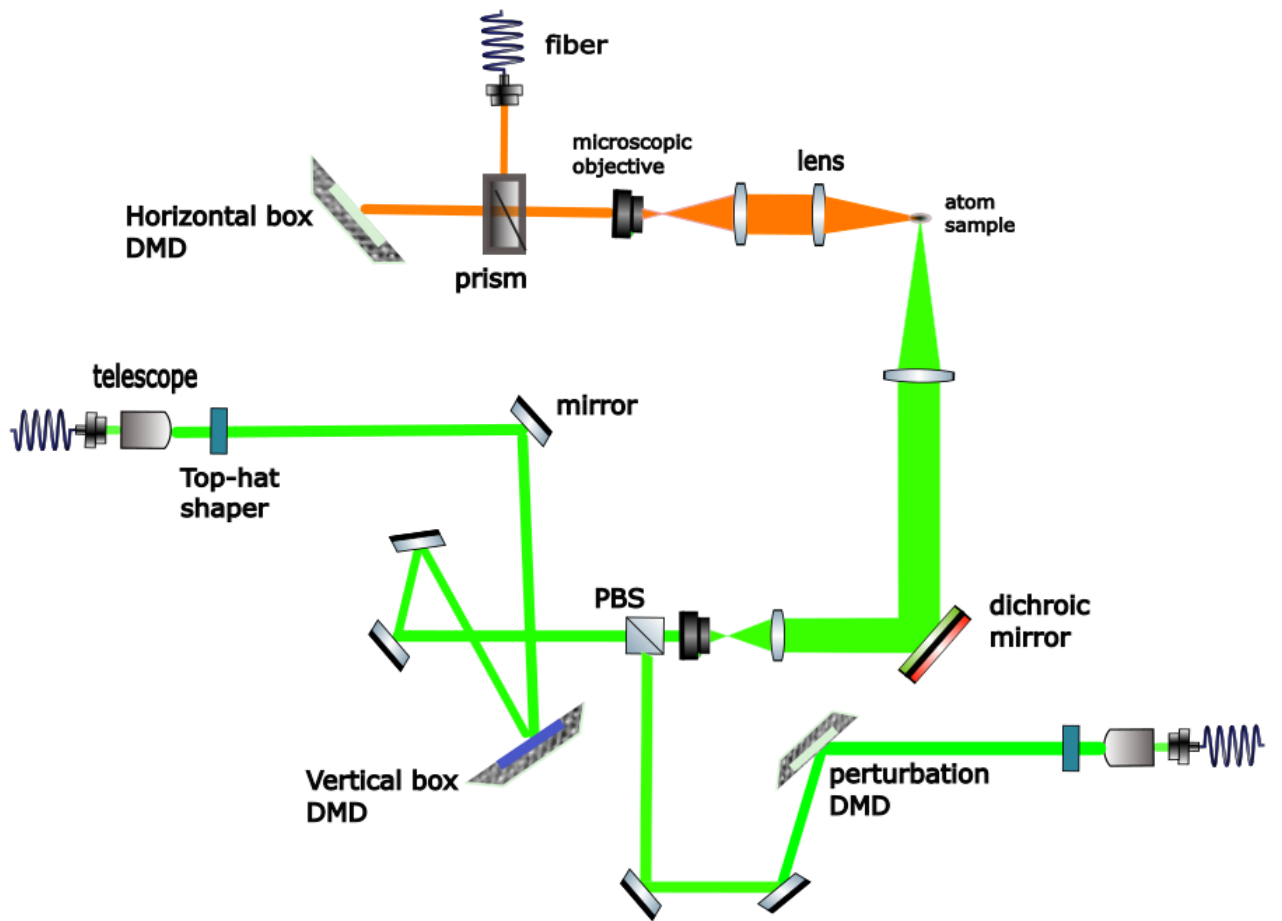 fiber
microscopic
objective
lens
Horizontal box
DMD
atom
sample
prism
telescope
mirror
Top-hat
shaper
PBS
dichroic
mirror
Vertical box
DMD
perturbation
DMD